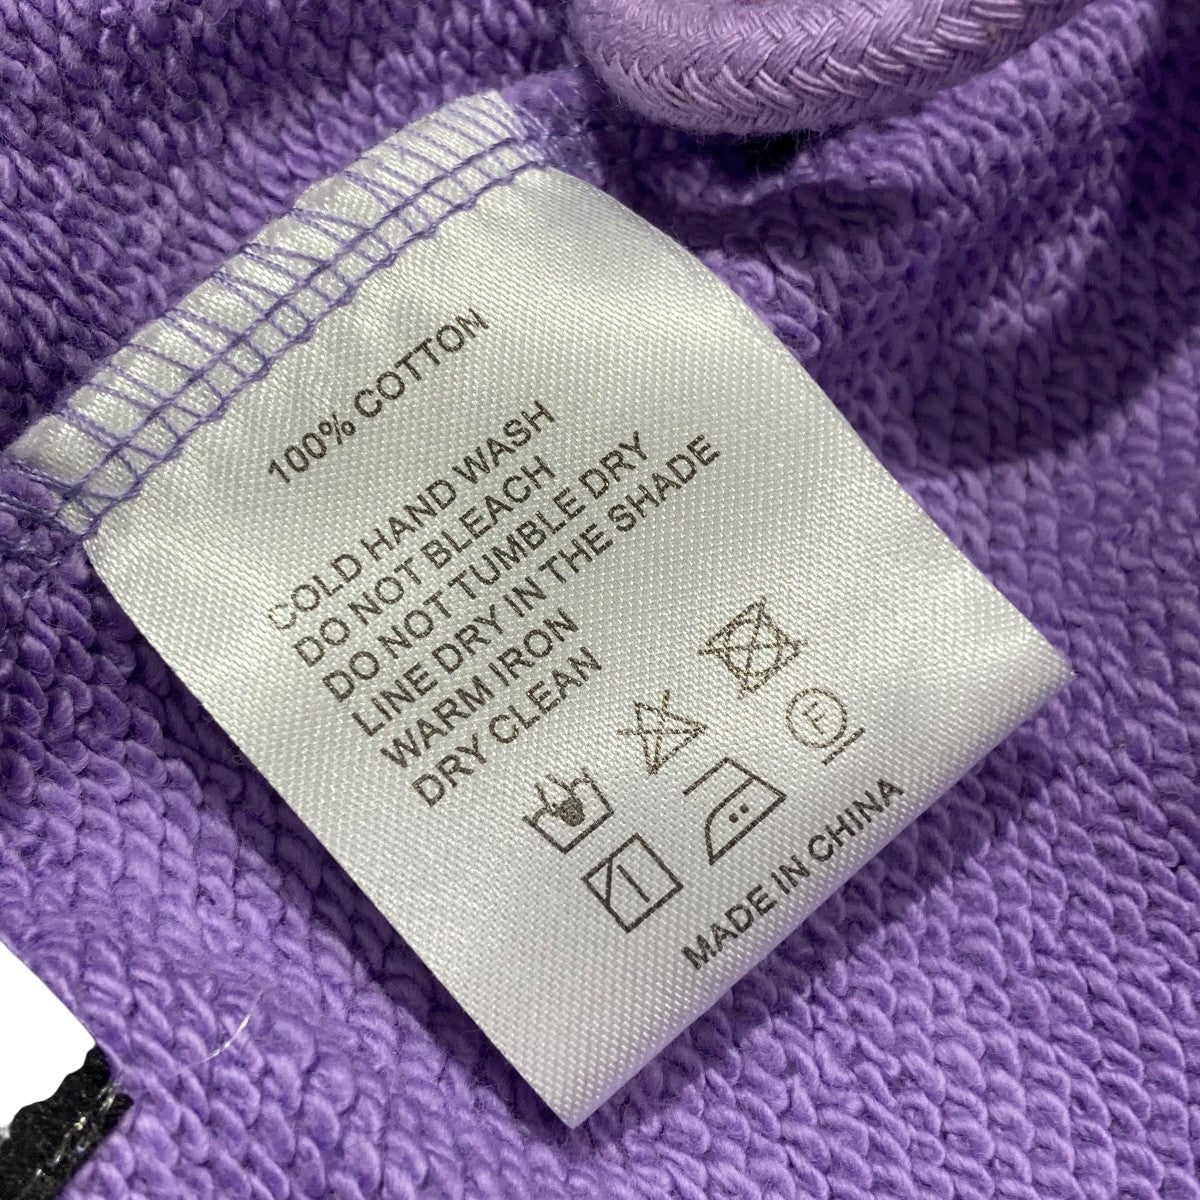 100% COTTON
COLD HAND WASH
DO NOT BLEACH
DO NOT TUMBLE DRY
LINE DRY IN THE SHADE
WARM IRON
DRY CLEAN
F
MADE IN CHINA